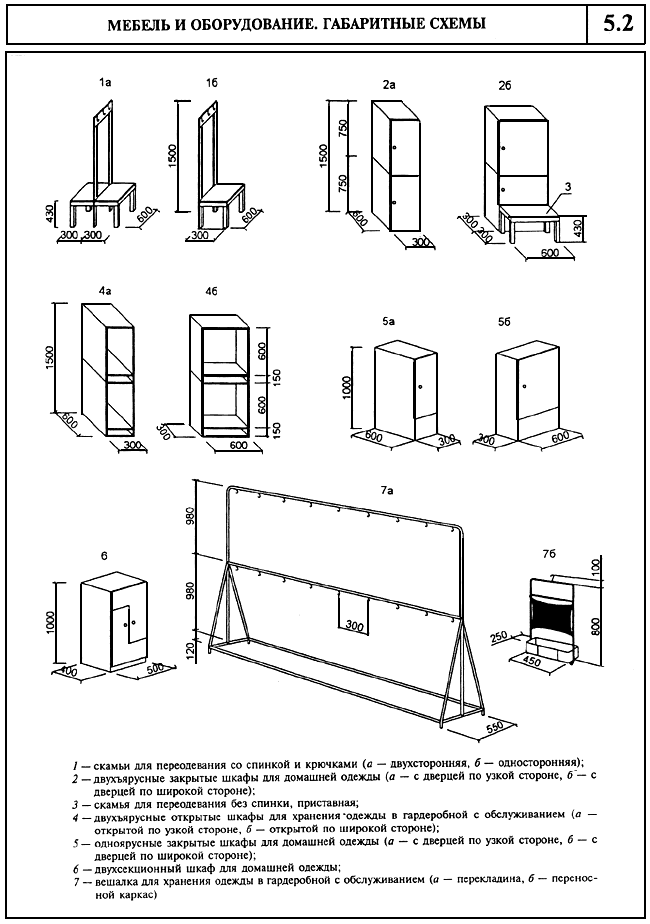 МЕБЕЛЬ И ОБОРУДОВАНИЕ. ГАБАРИТНЫЕ СХЕМЫ
5.2
1а
1б
2а
2б
1500
430
300
300
600
300
600
1500
750
750
600
300
3
300
200
430
600
4а
4б
5а
5б
1500
600
300
300
600
600
150
600
150
1000
600
300
300
600
6
7а
7б
1000
400
500
980
980
120
300
550
100
800
250
450
1 — скамьи для переодевания со спинкой и крючками (а — двухсторонняя, б — односторонняя);
2 — двухъярусные закрытые шкафы для домашней одежды (а — с дверцей по узкой стороне, б — с
дверцей по широкой стороне);
3 — скамья для переодевания без спинки, приставная;
4 — двухъярусные открытые шкафы для хранения одежды в гардеробной с обслуживанием (а —
открытой по узкой стороне, б — открытой по широкой стороне);
5 — одноярусные закрытые шкафы для домашней одежды (а — с дверцей по узкой стороне, б — с
дверцей по широкой стороне);
6 — двухсекционный шкаф для домашней одежды;
7 — вешалка для хранения одежды в гардеробной с обслуживанием (а — перекладина, б — перенос-
ной каркас)